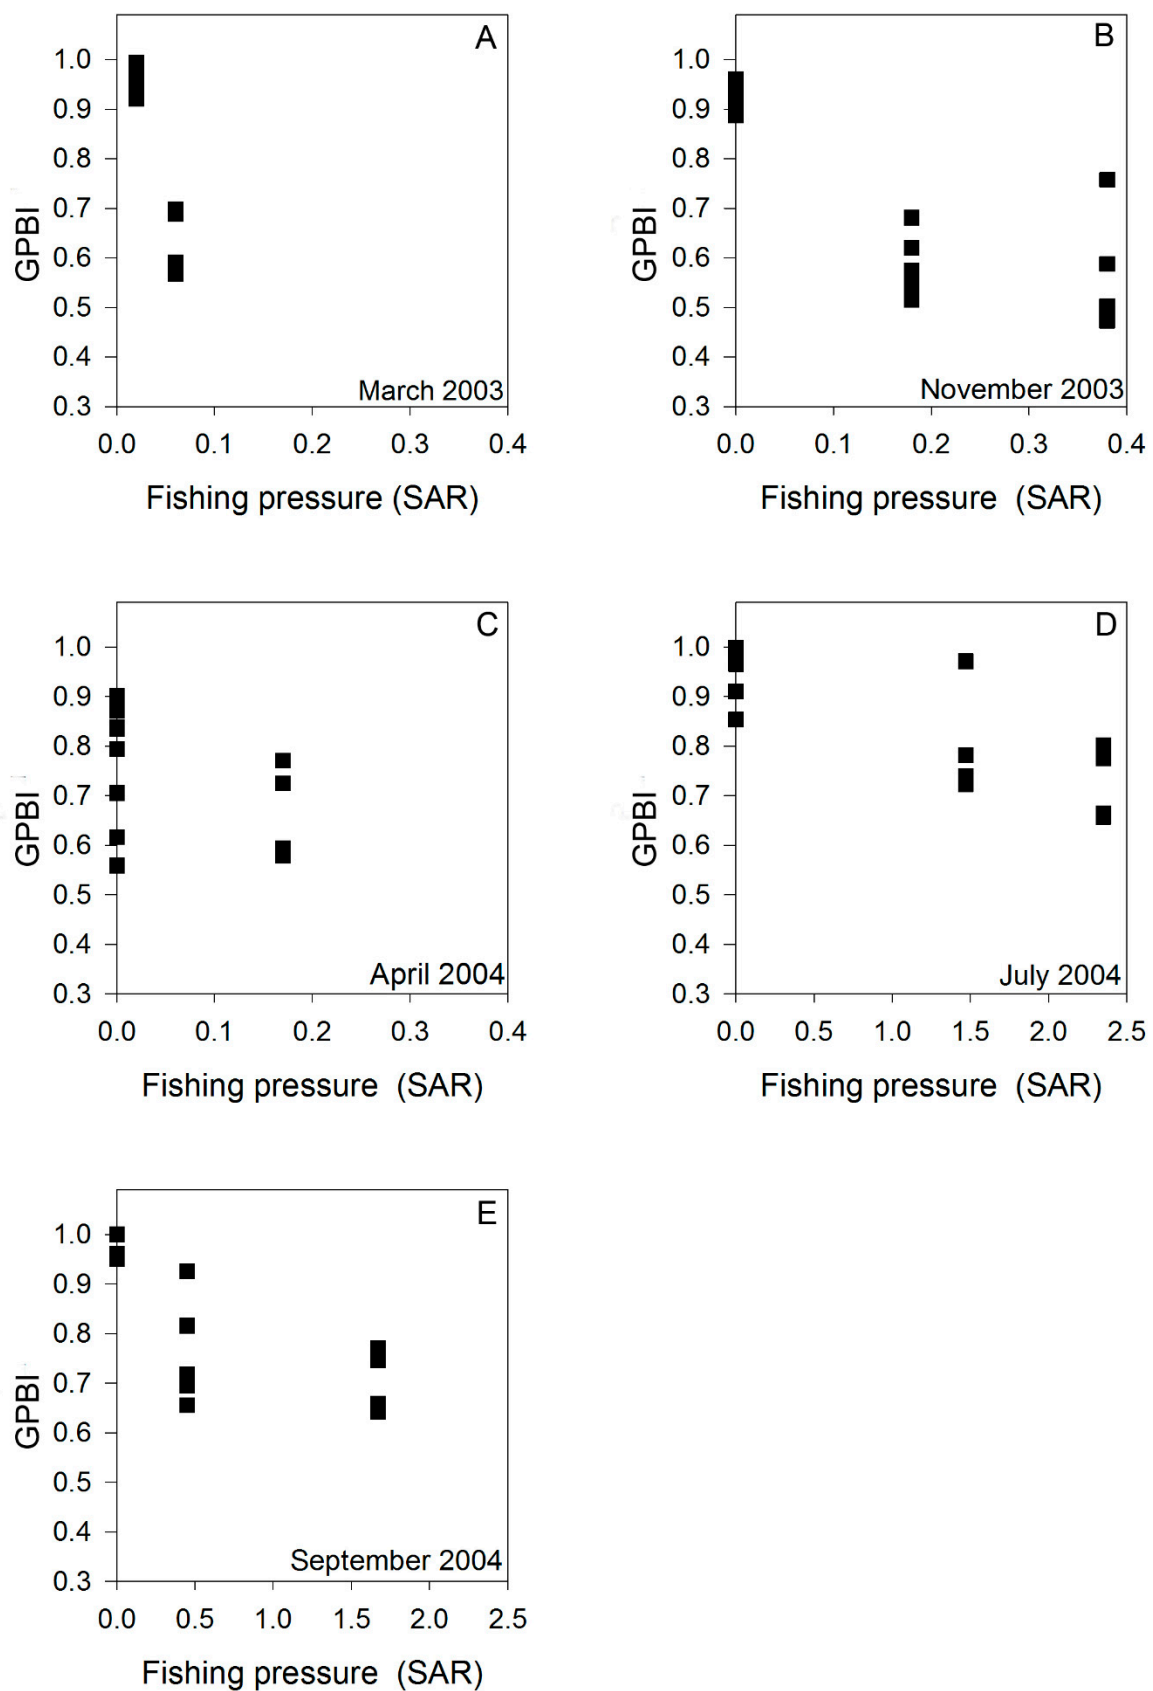 A
1.0
0.9
0.8
0.7
0.6
0.5
0.4
0.3
GPBI
March 2003
0.0 0.1 0.2 0.3 0.4
Fishing pressure (SAR)
B
1.0
0.9
0.8
0.7
0.6
0.5
0.4
0.3
GPBI
November 2003
0.0 0.1 0.2 0.3 0.4
Fishing pressure (SAR)
C
1.0
0.9
0.8
0.7
0.6
0.5
0.4
0.3
GPBI
April 2004
0.0 0.1 0.2 0.3 0.4
Fishing pressure (SAR)
D
1.0
0.9
0.8
0.7
0.6
0.5
0.4
0.3
GPBI
July 2004
0.0 0.5 1.0 1.5 2.0 2.5
Fishing pressure (SAR)
E
1.0
0.9
0.8
0.7
0.6
0.5
0.4
0.3
GPBI
September 2004
0.0 0.5 1.0 1.5 2.0 2.5
Fishing pressure (SAR)